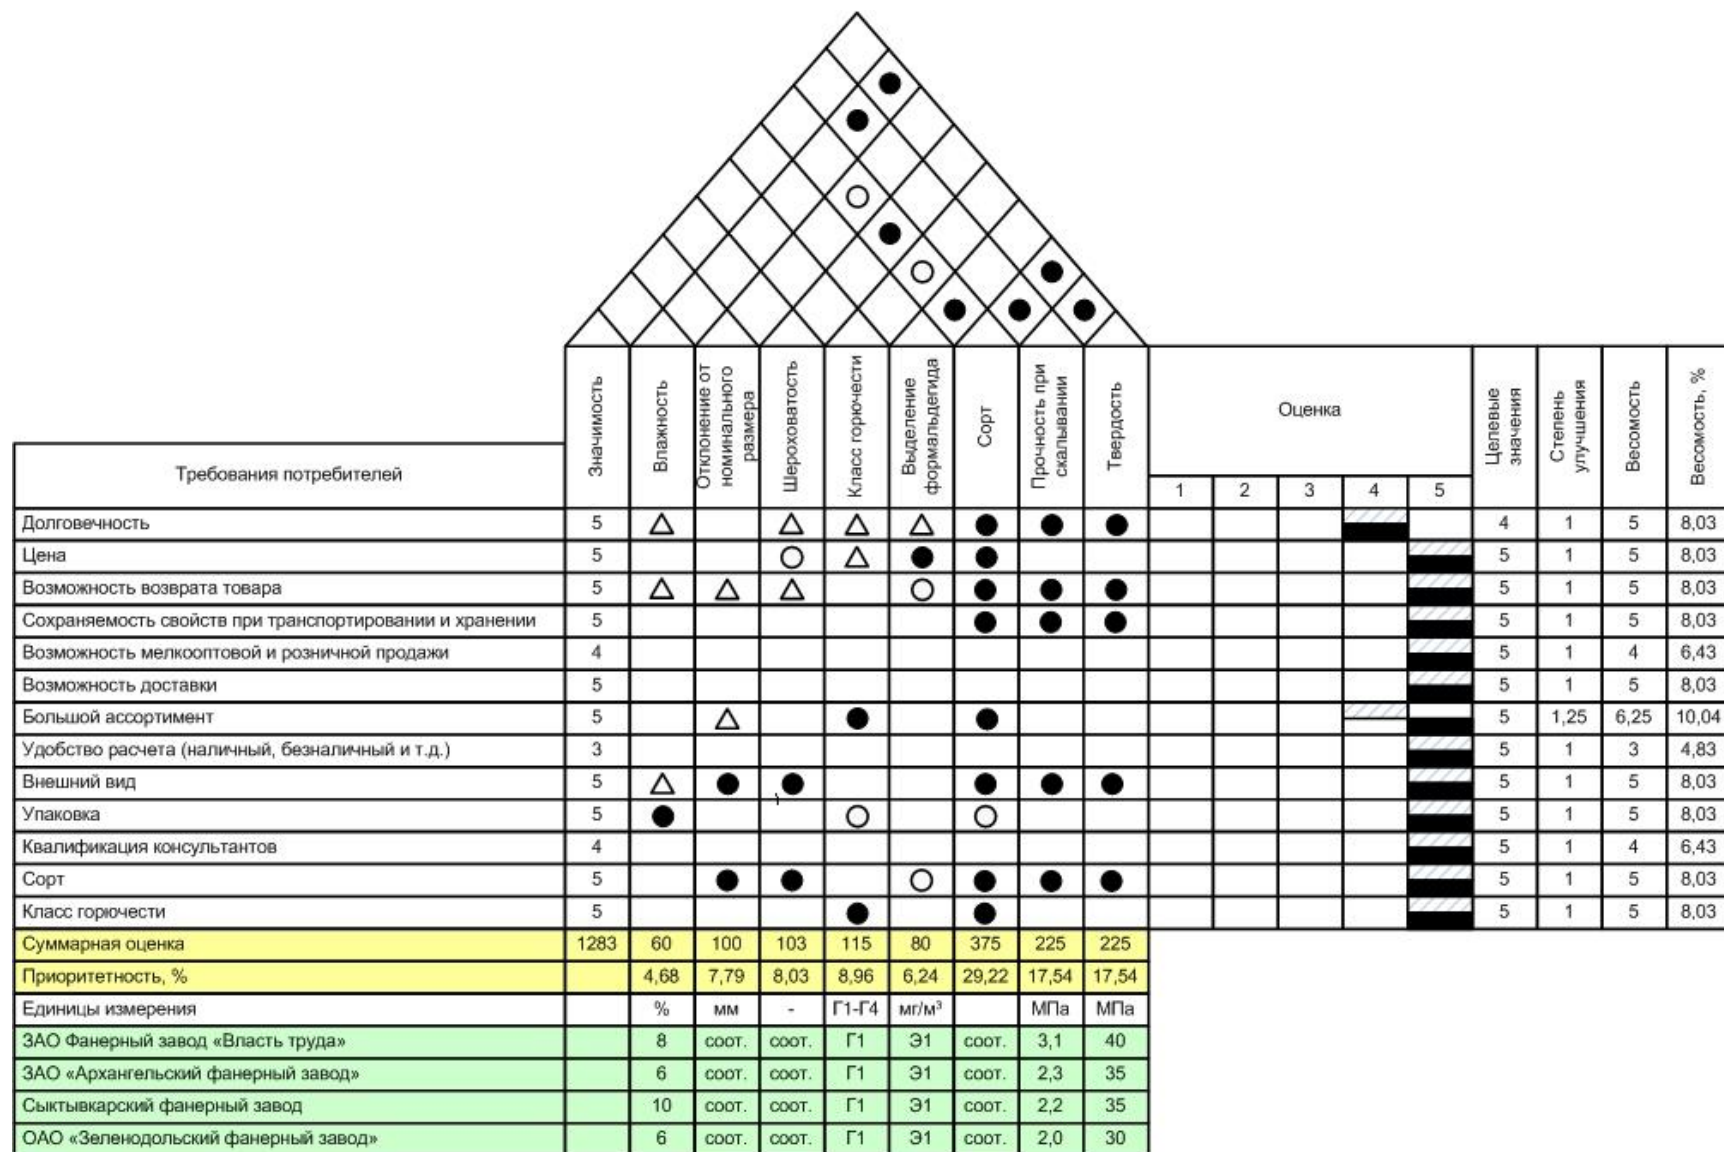 Требования потребителей
Значимость
Влажность
Отклонение от
номинального
размера
Шероховатость
Класс горючести
Выделение
формальдегида
Сорт
Прочность при
скалывании
Твердость
Оценка
1 2 3 4 5
Целевые
значения
Степень
улучшения
Весомость
Весомость, %
Долговечность 5 4 1 5 8,03
Цена 5 5 1 5 8,03
Возможность возврата товара 5 5 1 5 8,03
Сохраняемость свойств при транспортировании и хранении 5 5 1 5 8,03
Возможность мелкооптовой и розничной продажи 4 5 1 4 6,43
Возможность доставки 5 5 1 5 8,03
Большой ассортимент 5 5 1,25 6,25 10,04
Удобство расчета (наличный, безналичный и т.д.) 3 5 1 3 4,83
Внешний вид 5 5 1 5 8,03
Упаковка 5 5 1 5 8,03
Квалификация консультантов 4 5 1 4 6,43
Сорт 5 5 1 5 8,03
Класс горючести 5 5 1 5 8,03
Суммарная оценка 1283 60 100 103 115 80 375 225 225
Приоритетность, % 4,68 7,79 8,03 8,96 6,24 29,22 17,54 17,54
Единицы измерения % мм - Г1-Г4 мг/м³ МПа МПа
ЗАО Фанерный завод «Власть труда» 8 соот. соот. Г1 Э1 соот. 3,1 40
ЗАО «Архангельский фанерный завод» 6 соот. соот. Г1 Э1 соот. 2,3 35
Сыктывкарский фанерный завод 10 соот. соот. Г1 Э1 соот. 2,2 35
ОАО «Зеленодольский фанерный завод» 6 соот. соот. Г1 Э1 соот. 2,0 30